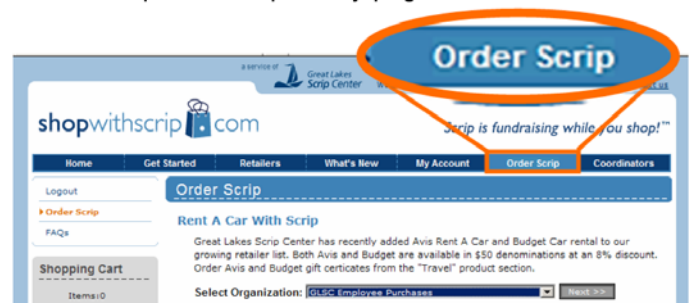 Order Scrip
a service of
Great Lakes
Scrip Center
shopwithscrip.com
Scrip is fundraising while you shop!™
Home Get Started Retailers What's New My Account Order Scrip Coordinators
Logout
Order Scrip
FAQs
Shopping Cart
Items:0
Order Scrip
Rent A Car With Scrip
Great Lakes Scrip Center has recently added Avis Rent A Car and Budget Car rental to our
growing retailer list. Both Avis and Budget are available in $50 denominations at an 8% discount.
Order Avis and Budget gift certicates from the "Travel" product section.
Select Organization: GLSC Employee Purchases Next >>